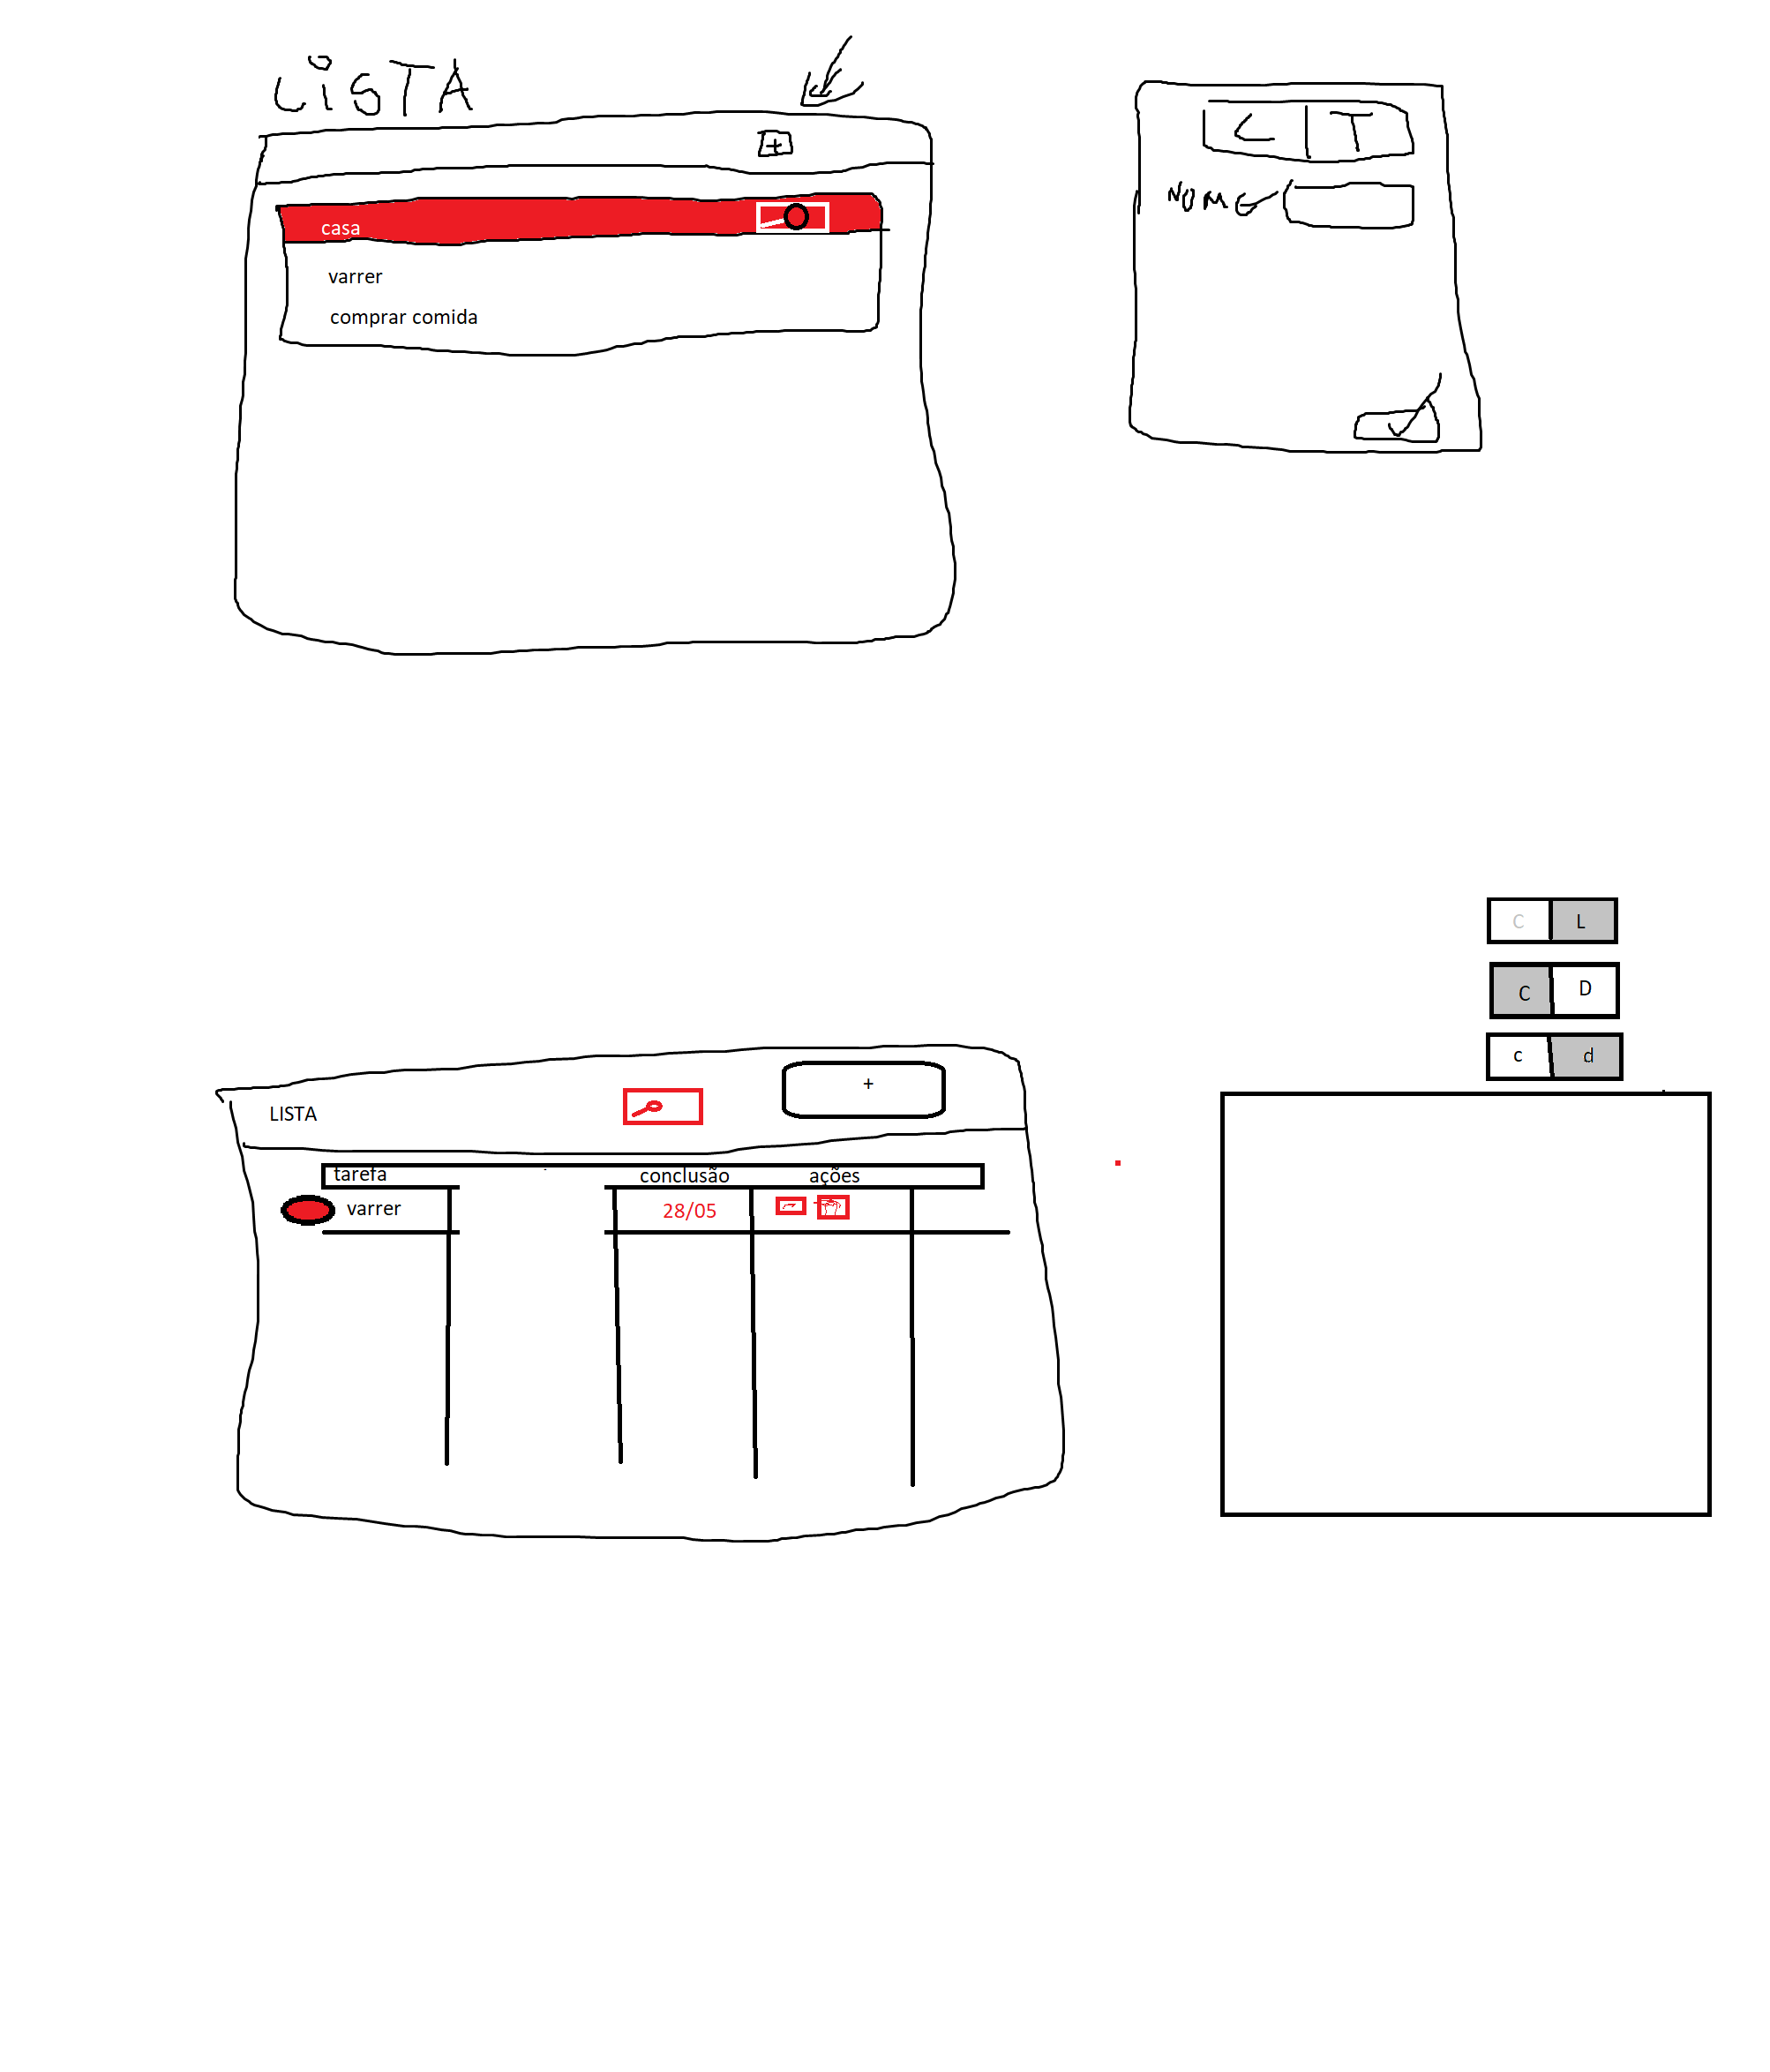 LiSTA
+
C T
NOME
casa
varrer
comprar comida
C L
C D
c d
LISTA +
tarefa conclusão ações
varrer 28/05